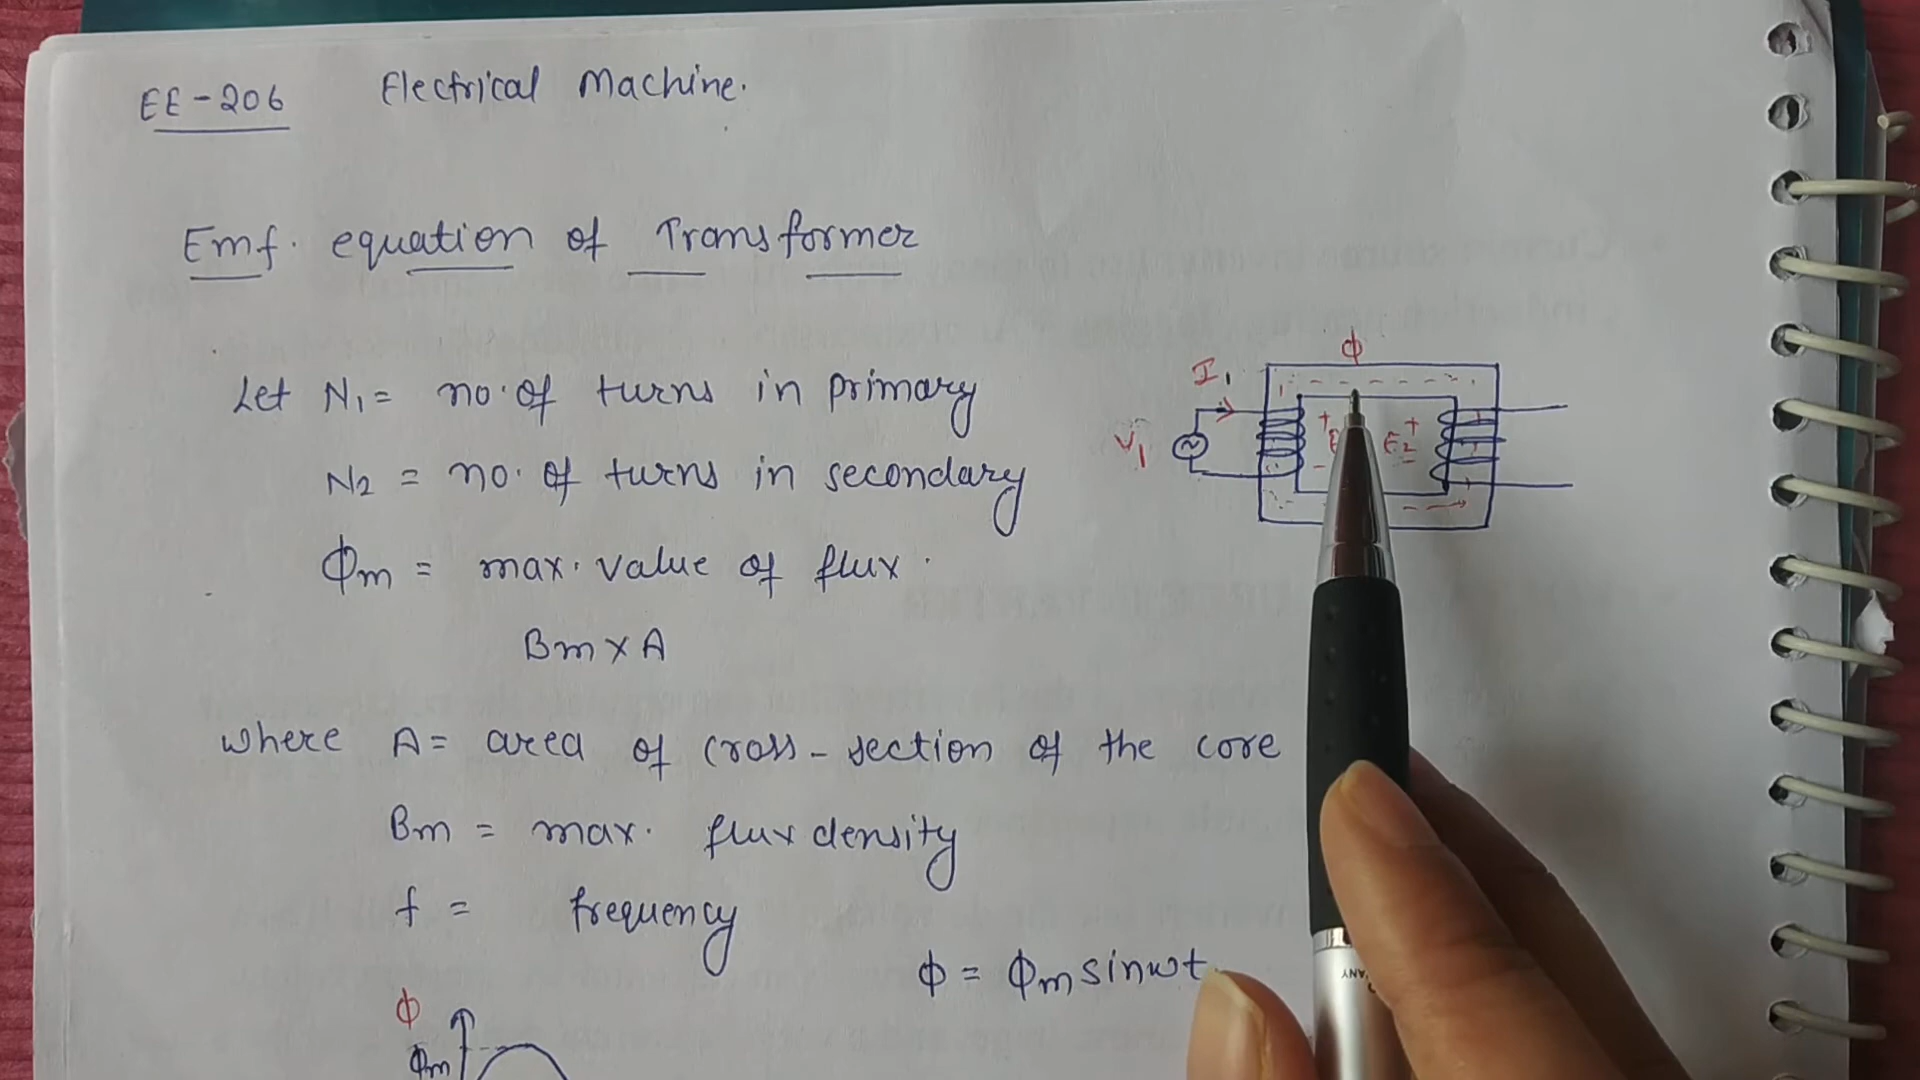 EE-206 Electrical Machine.
Emf. equation of Transformer
Let N1 = no. of turns in primary
N2 = no. of turns in secondary
ϕm = max. value of flux.
Bm x A
where A = area of cross-section of the core
Bm = max. flux density
f = frequency
ϕ = ϕm sinωt
ϕ
ϕm
ϕ
I1
V1
+
E2
+
-
-